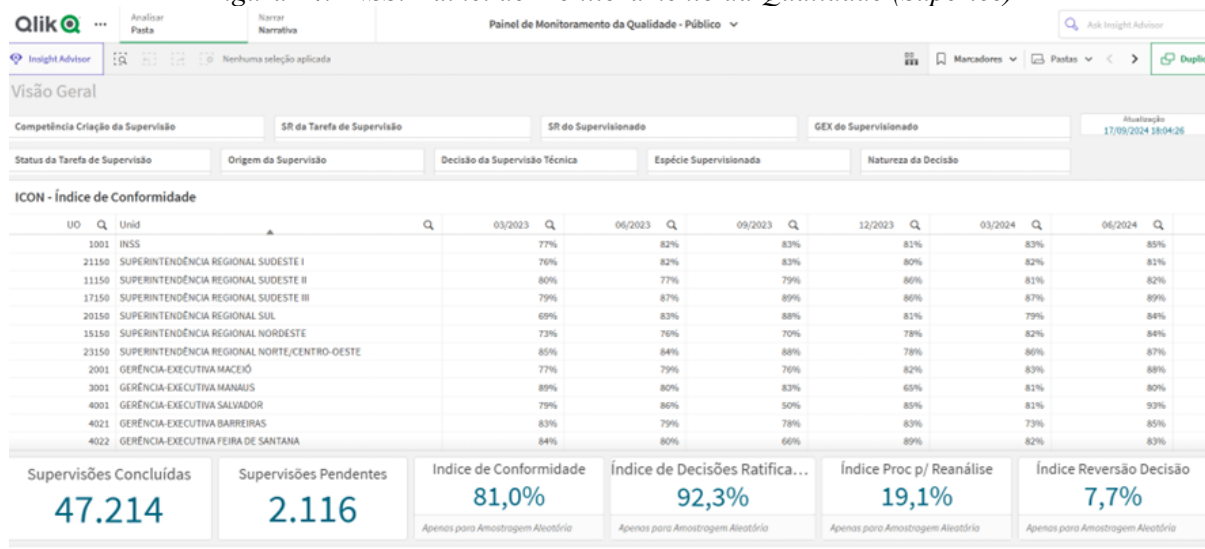 Qlik
Analisar
Pasta
Narrar
Narrativa
Painel de Monitoramento da Qualidade - Público
Ask Insight Advisor
Insight Advisor
Nenhuma seleção aplicada
Marcadores
Pastas
Visão Geral
Competência Criação da Supervisão
SR da Tarefa de Supervisão
SR do Supervisionado
GEX do Supervisionado
Atualização
17/09/2024 18:04:26
Status da Tarefa de Supervisão
Origem da Supervisão
Decisão da Supervisão Técnica
Espécie Supervisionada
Natureza da Decisão
ICON - Índice de Conformidade
UO Unid 03/2023 06/2023 09/2023 12/2023 03/2024 06/2024
1001 INSS 77% 82% 83% 81% 83% 85%
21150 SUPERINTENDÊNCIA REGIONAL SUDESTE I 76% 82% 83% 80% 82% 81%
11150 SUPERINTENDÊNCIA REGIONAL SUDESTE II 80% 77% 79% 86% 81% 82%
17150 SUPERINTENDÊNCIA REGIONAL SUDESTE III 79% 87% 89% 86% 87% 89%
20150 SUPERINTENDÊNCIA REGIONAL SUL 69% 83% 88% 81% 79% 84%
15150 SUPERINTENDÊNCIA REGIONAL NORDESTE 73% 76% 70% 78% 82% 84%
23150 SUPERINTENDÊNCIA REGIONAL NORTE/CENTRO-OESTE 85% 84% 88% 78% 86% 87%
2001 GERÊNCIA-EXECUTIVA MACEIÓ 77% 79% 76% 82% 83% 88%
3001 GERÊNCIA-EXECUTIVA MANAUS 89% 80% 83% 65% 81% 80%
4001 GERÊNCIA-EXECUTIVA SALVADOR 79% 86% 50% 85% 81% 93%
4021 GERÊNCIA-EXECUTIVA BARREIRAS 83% 79% 78% 83% 73% 85%
4022 GERÊNCIA-EXECUTIVA FEIRA DE SANTANA 84% 80% 66% 89% 82% 83%
Supervisões Concluídas
47.214
Supervisões Pendentes
2.116
Indice de Conformidade
81,0%
Apenas para Amostragem Aleatória
Índice de Decisões Ratifica...
92,3%
Apenas para Amostragem Aleatória
Índice Proc p/ Reanálise
19,1%
Apenas para Amostragem Aleatória
Índice Reversão Decisão
7,7%
Apenas para Amostragem Aleatória